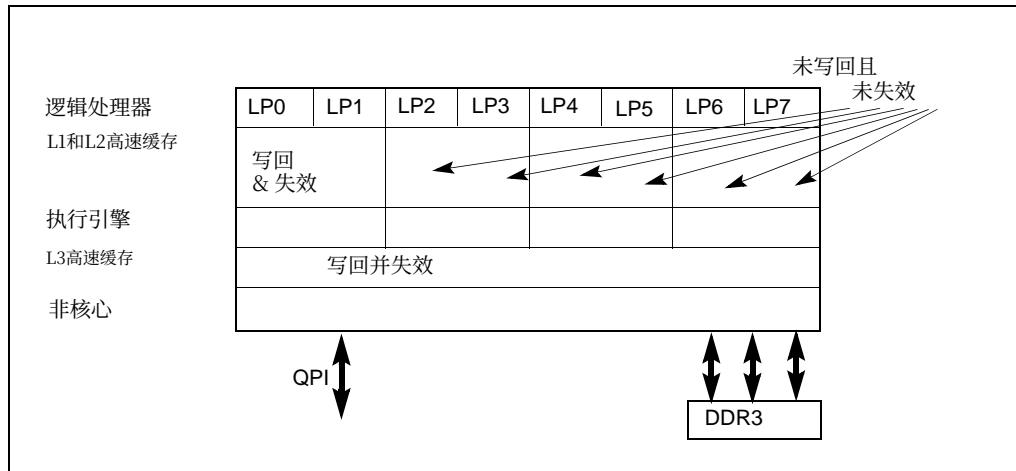 未写回且
未失效
逻辑处理器
LP0 LP1 LP2 LP3 LP4 LP5 LP6 LP7
L1和L2高速缓存
写回
& 失效
执行引擎
L3高速缓存
写回并失效
非核心
QPI
DDR3